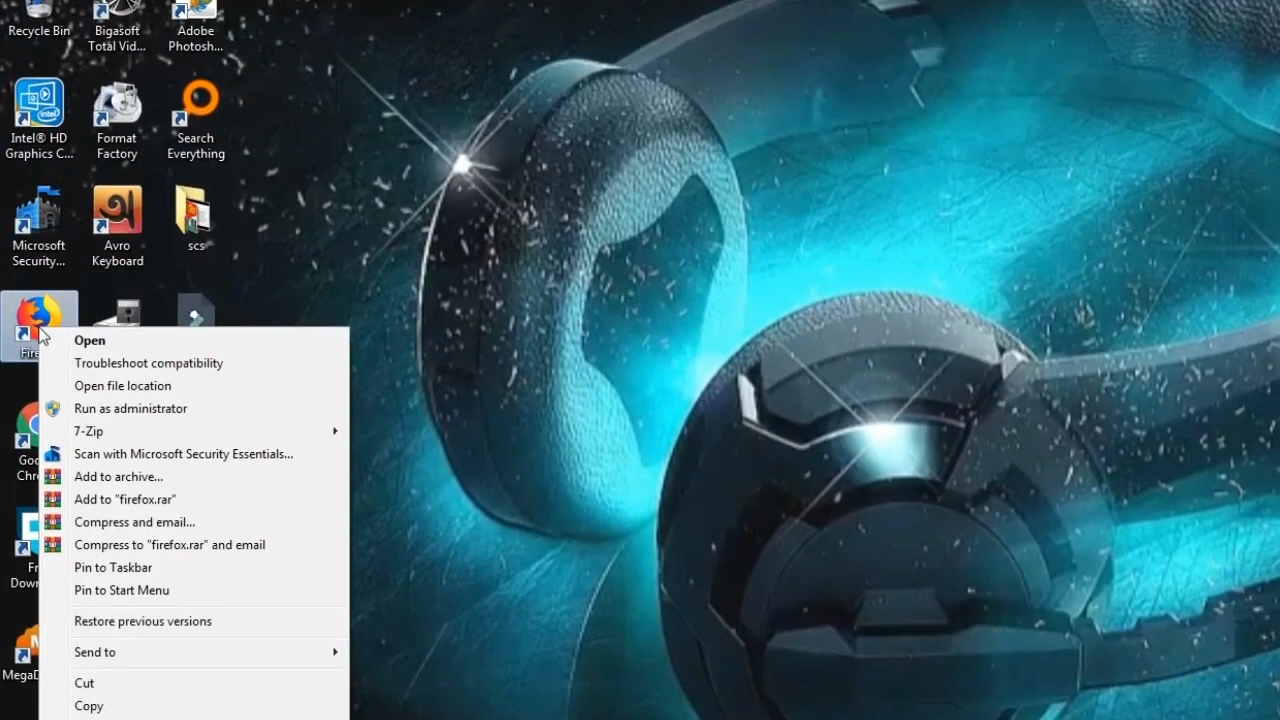 Recycle Bin
Bigasoft
Total Vid...
Adobe
Photosh...
Intel® HD
Graphics C...
Format
Factory
Search
Everything
Microsoft
Security...
Avro
Keyboard
scs
Fire
Goo
Chr
Fr
Down
MegaD
Open
Troubleshoot compatibility
Open file location
Run as administrator
7-Zip
Scan with Microsoft Security Essentials...
Add to archive...
Add to "firefox.rar"
Compress and email...
Compress to "firefox.rar" and email
Pin to Taskbar
Pin to Start Menu
Restore previous versions
Send to
Cut
Copy